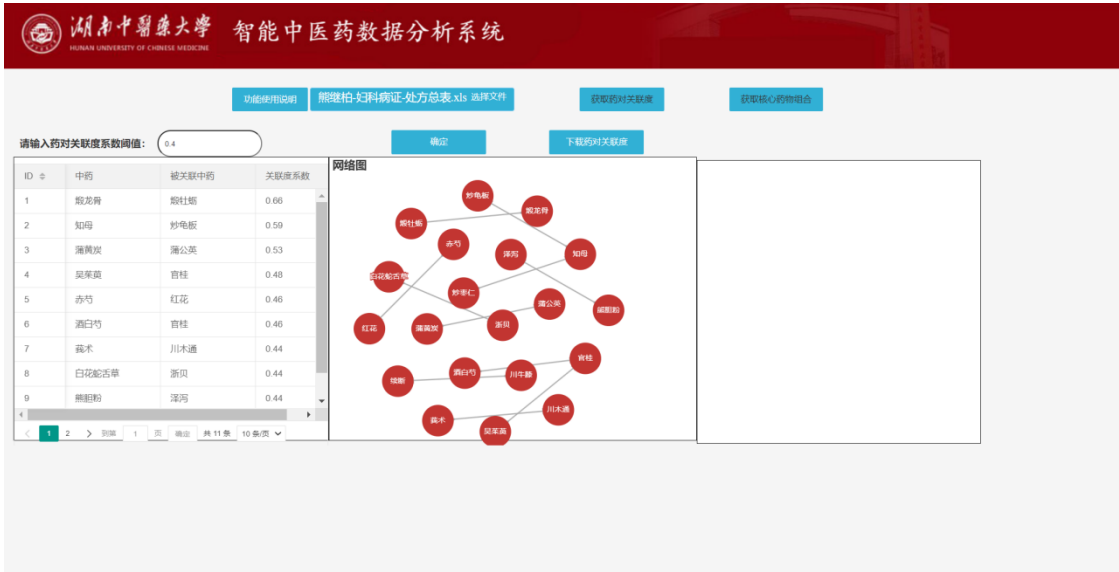 湖南中醫藥大學 智能中医药数据分析系统
HUNAN UNIVERSITY OF CHINESE MEDICINE
功能使用说明 熊继柏-妇科病证-处方总表.xls 选择文件 获取药对关联度 获取核心药物组合
请输入药对关联度系数阈值： 0.4 确定 下载药对关联度
网络图
ID 中药 被关联中药 关联度系数
1 煅龙骨 煅牡蛎 0.66
2 知母 炒龟板 0.59
3 蒲黄炭 蒲公英 0.53
4 吴茱萸 官桂 0.48
5 赤芍 红花 0.46
6 酒白芍 官桂 0.46
7 莪术 川木通 0.44
8 白花蛇舌草 浙贝 0.44
9 熊胆粉 泽泻 0.44
1 2 到第 1 页 确定 共 11 条 10 条/页
炒龟板
煅龙骨
煅牡蛎
赤芍
泽泻
知母
白花蛇舌草
炒枣仁
蒲公英
熊胆粉
红花
蒲黄炭
浙贝
官桂
酒白芍
川牛膝
续断
川木通
莪术
吴茱萸